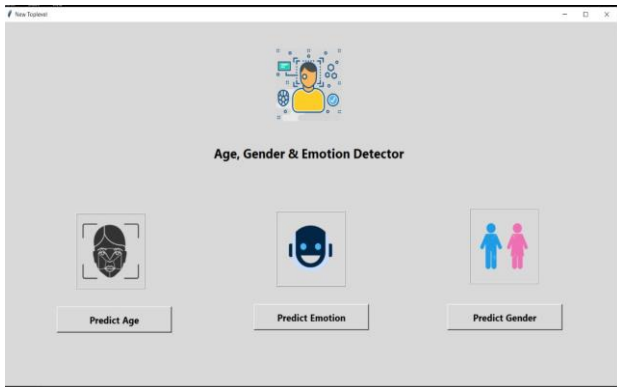 New Toplevel
Age, Gender & Emotion Detector
Predict Age
Predict Emotion
Predict Gender